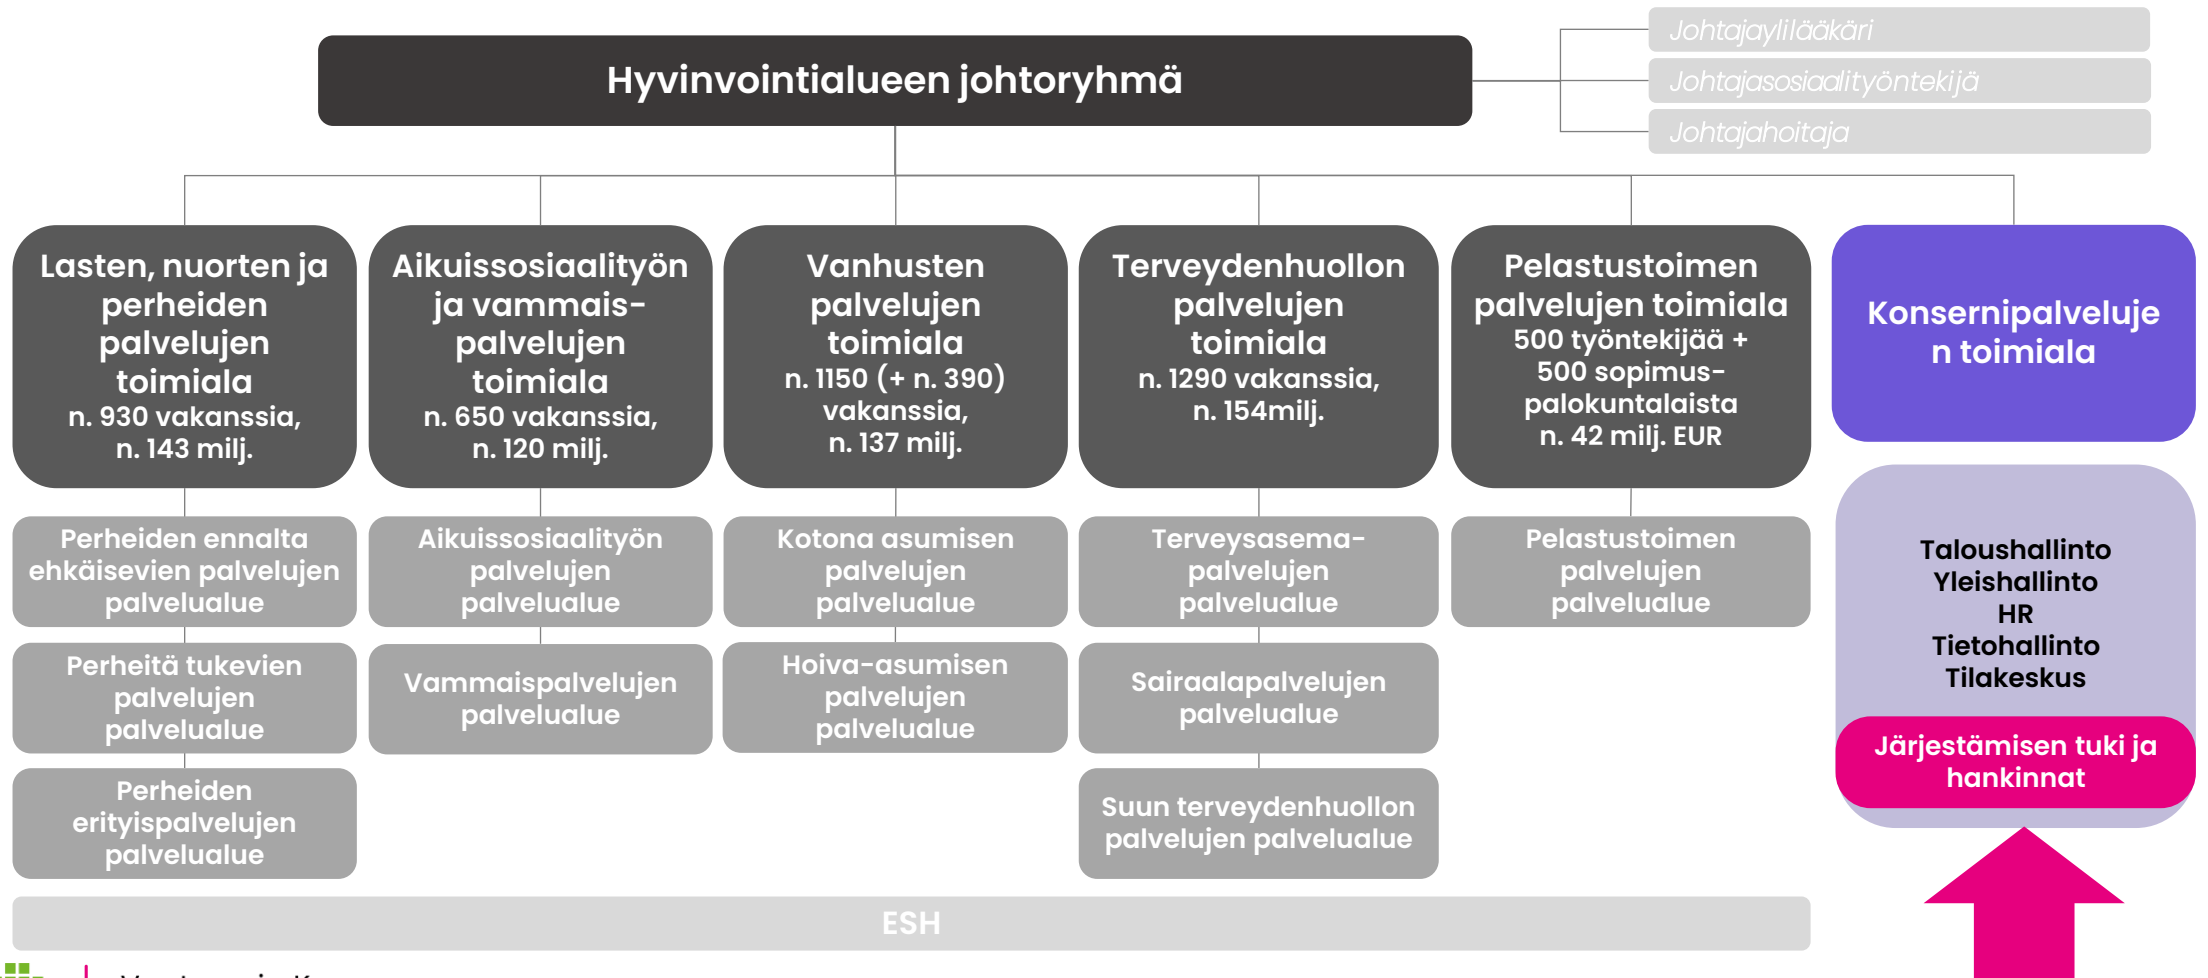 Johtajaylilääkäri
Hyvinvointialueen johtoryhmä
Johtajasosiaalityöntekijä
Johtajahoitaja
Lasten, nuorten ja
perheiden
palvelujen
toimiala
n. 930 vakanssia,
n. 143 milj.
Aikuissosiaalityön
ja vammais-
palvelujen
toimiala
n. 650 vakanssia,
n. 120 milj.
Vanhusten
palvelujen
toimiala
n. 1150 (+ n. 390)
vakanssia,
n. 137 milj.
Terveydenhuollon
palvelujen
toimiala
n. 1290 vakanssia,
n. 154milj.
Pelastustoimen
palvelujen toimiala
500 työntekijää +
500 sopimus-
palokuntalaista
n. 42 milj. EUR
Konsernipalveluje
n toimiala
Perheiden ennalta
ehkäisevien palvelujen
palvelualue
Perheitä tukevien
palvelujen
palvelualue
Perheiden
erityispalvelujen
palvelualue
Aikuissosiaalityön
palvelujen
palvelualue
Vammaispalvelujen
palvelualue
Kotona asumisen
palvelujen
palvelualue
Hoiva-asumisen
palvelujen
palvelualue
Terveysasema-
palvelujen
palvelualue
Sairaalapalvelujen
palvelualue
Suun terveydenhuollon
palvelujen palvelualue
Pelastustoimen
palvelujen
palvelualue
Taloushallinto
Yleishallinto
HR
Tietohallinto
Tilakeskus
Järjestämisen tuki ja
hankinnat
ESH